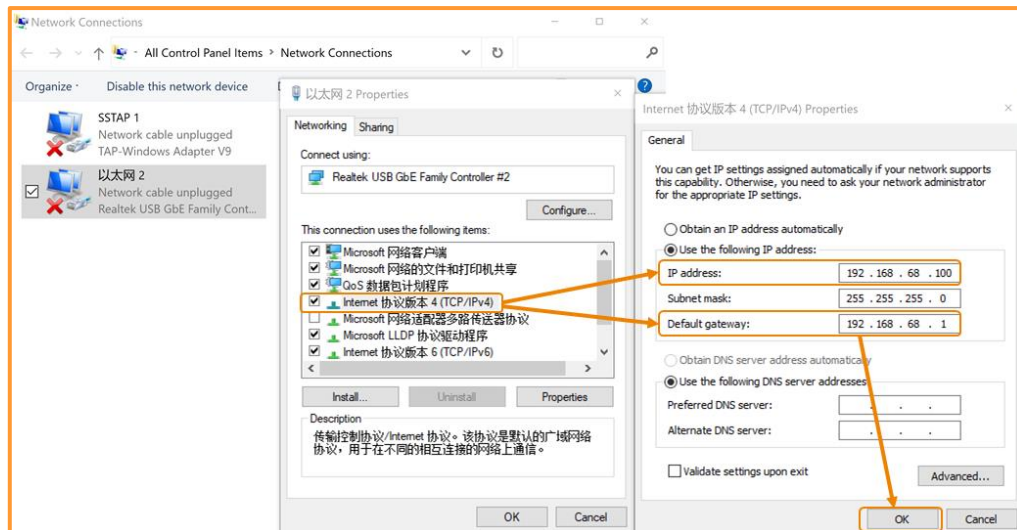 Network Connections
All Control Panel Items > Network Connections
Organize
Disable this network device
SSTAP 1
Network cable unplugged
TAP-Windows Adapter V9
以太网 2
Network cable unplugged
Realtek USB GbE Family Cont...
以太网 2 Properties
Networking
Sharing
Connect using:
Realtek USB GbE Family Controller #2
Configure...
This connection uses the following items:
Microsoft 网络客户端
Microsoft 网络的文件和打印机共享
QoS 数据包计划程序
Internet 协议版本 4 (TCP/IPv4)
Microsoft 网络适配器多路传送器协议
Microsoft LLDP 协议驱动程序
Internet 协议版本 6 (TCP/IPv6)
Install...
Uninstall
Properties
Description
传输控制协议/Internet 协议。该协议是默认的广域网络
协议，用于在不同的相互连接的网络上通信。
OK
Cancel
Internet 协议版本 4 (TCP/IPv4) Properties
General
You can get IP settings assigned automatically if your network supports
this capability. Otherwise, you need to ask your network administrator
for the appropriate IP settings.
Obtain an IP address automatically
Use the following IP address:
IP address: 192 . 168 . 68 . 100
Subnet mask: 255 . 255 . 255 . 0
Default gateway: 192 . 168 . 68 . 1
Obtain DNS server address automatically
Use the following DNS server addresses
Preferred DNS server: . . .
Alternate DNS server: . . .
Validate settings upon exit
Advanced...
OK
Cancel